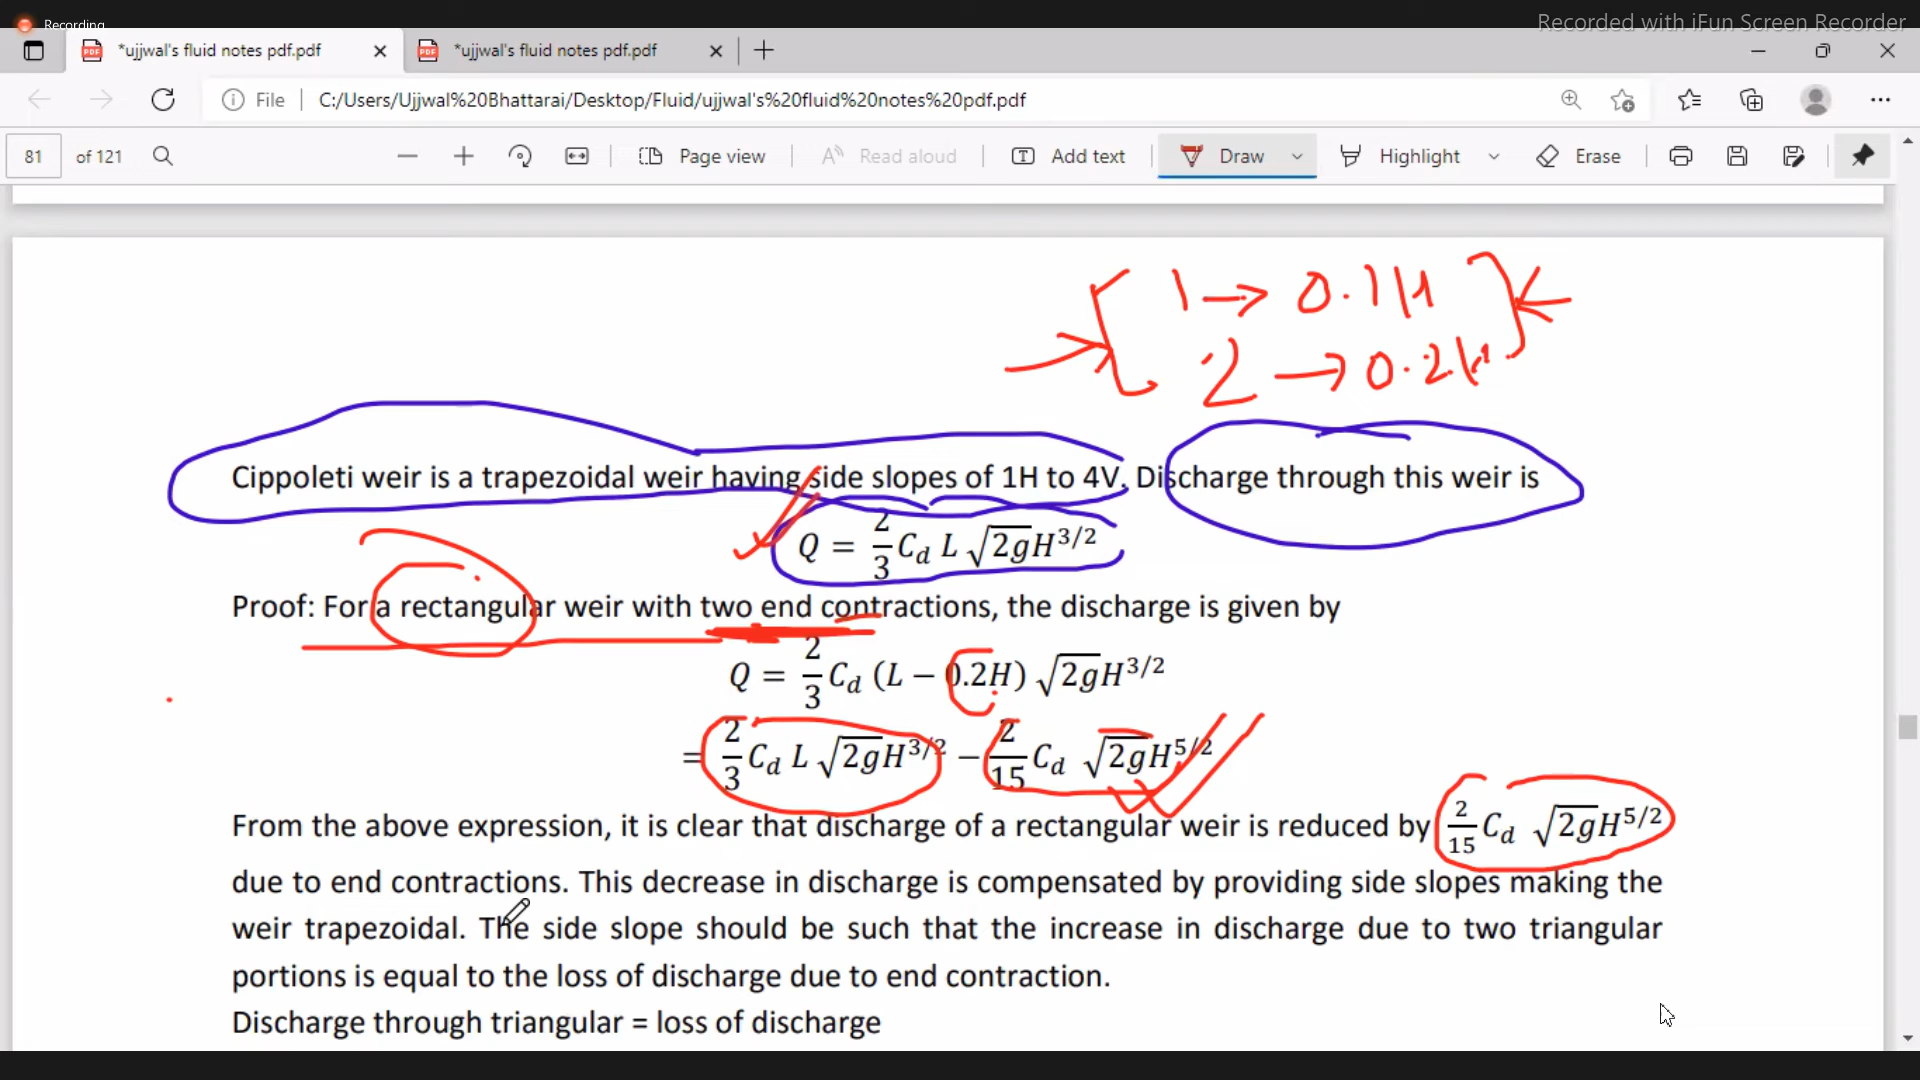 Recording
Recorded with iFun Screen Recorder
*ujjwal's fluid notes pdf.pdf
*ujjwal's fluid notes pdf.pdf
File C:/Users/Ujjwal%20Bhattarai/Desktop/Fluid/ujjwal's%20fluid%20notes%20pdf.pdf
81 of 121 Page view Read aloud Add text Draw Highlight Erase
1 → 0.1H
2 → 0.2H
Cippoleti weir is a trapezoidal weir having side slopes of 1H to 4V. Discharge through this weir is
Q = 2/3 C_d L √2g H^3/2
Proof: For a rectangular weir with two end contractions, the discharge is given by
Q = 2/3 C_d (L − 0.2H) √2g H^3/2
= 2/3 C_d L √2g H^3/2 − 2/15 C_d √2g H^5/2
From the above expression, it is clear that discharge of a rectangular weir is reduced by 2/15 C_d √2g H^5/2
due to end contractions. This decrease in discharge is compensated by providing side slopes making the
weir trapezoidal. The side slope should be such that the increase in discharge due to two triangular
portions is equal to the loss of discharge due to end contraction.
Discharge through triangular = loss of discharge